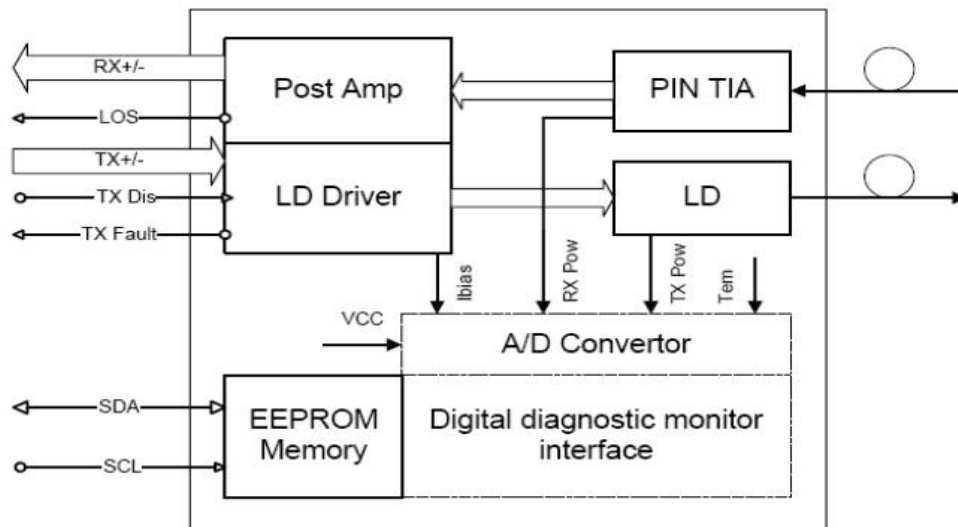 RX+/-
Post Amp
PIN TIA
LOS
TX+/-
TX Dis
LD Driver
LD
TX Fault
Ibias
RX Pow
TX Pow
Tem
VCC
A/D Convertor
SDA
EEPROM
Memory
Digital diagnostic monitor
interface
SCL